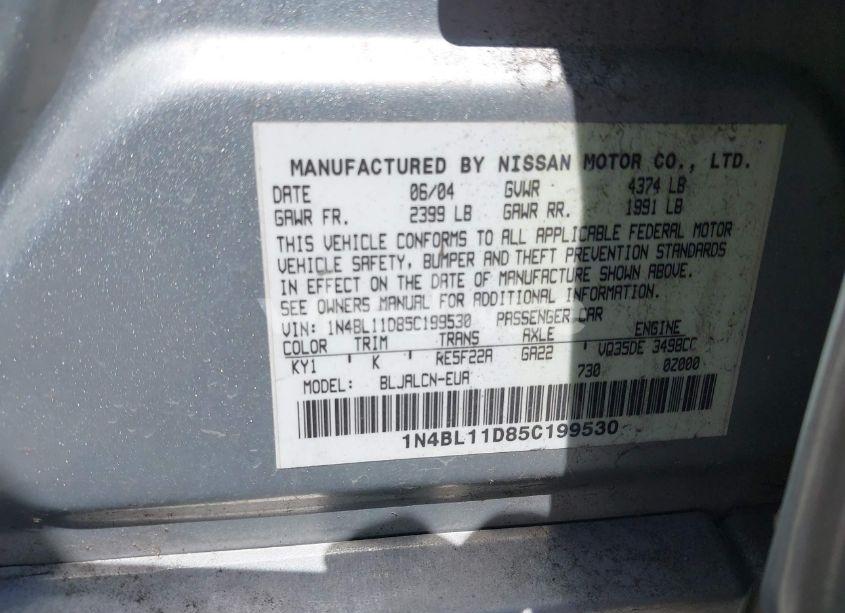 MANUFACTURED BY NISSAN MOTOR CO., LTD.
DATE 06/04 GVWR 4374 LB
GAWR FR. 2399 LB GAWR RR. 1991 LB
THIS VEHICLE CONFORMS TO ALL APPLICABLE FEDERAL MOTOR
VEHICLE SAFETY, BUMPER AND THEFT PREVENTION STANDARDS
IN EFFECT ON THE DATE OF MANUFACTURE SHOWN ABOVE.
SEE OWNERS MANUAL FOR ADDITIONAL INFORMATION.
VIN: 1N4BL11D85C199530 PASSENGER CAR
COLOR TRIM TRANS AXLE ENGINE
KY1 K RE5F22A GA22 VQ35DE 3498CC
MODEL: BLJALCN-EUA 730 0Z000
1N4BL11D85C199530